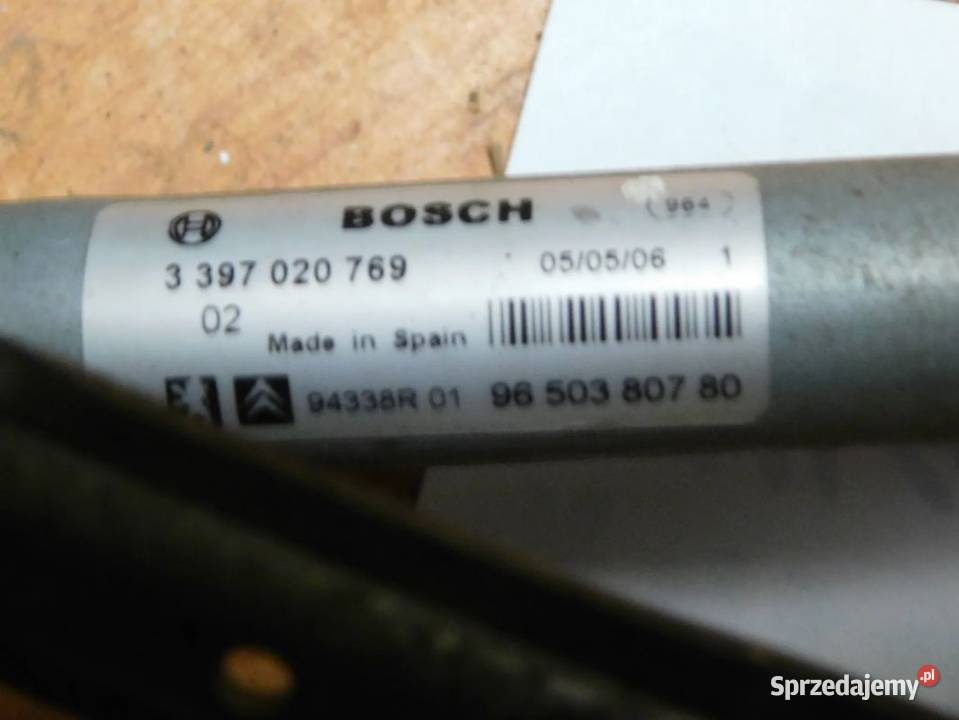 BOSCH (964)
3 397 020 769 05/05/06 1
02 Made in Spain
94338R 01 96 503 807 80
Sprzedajemy.pl